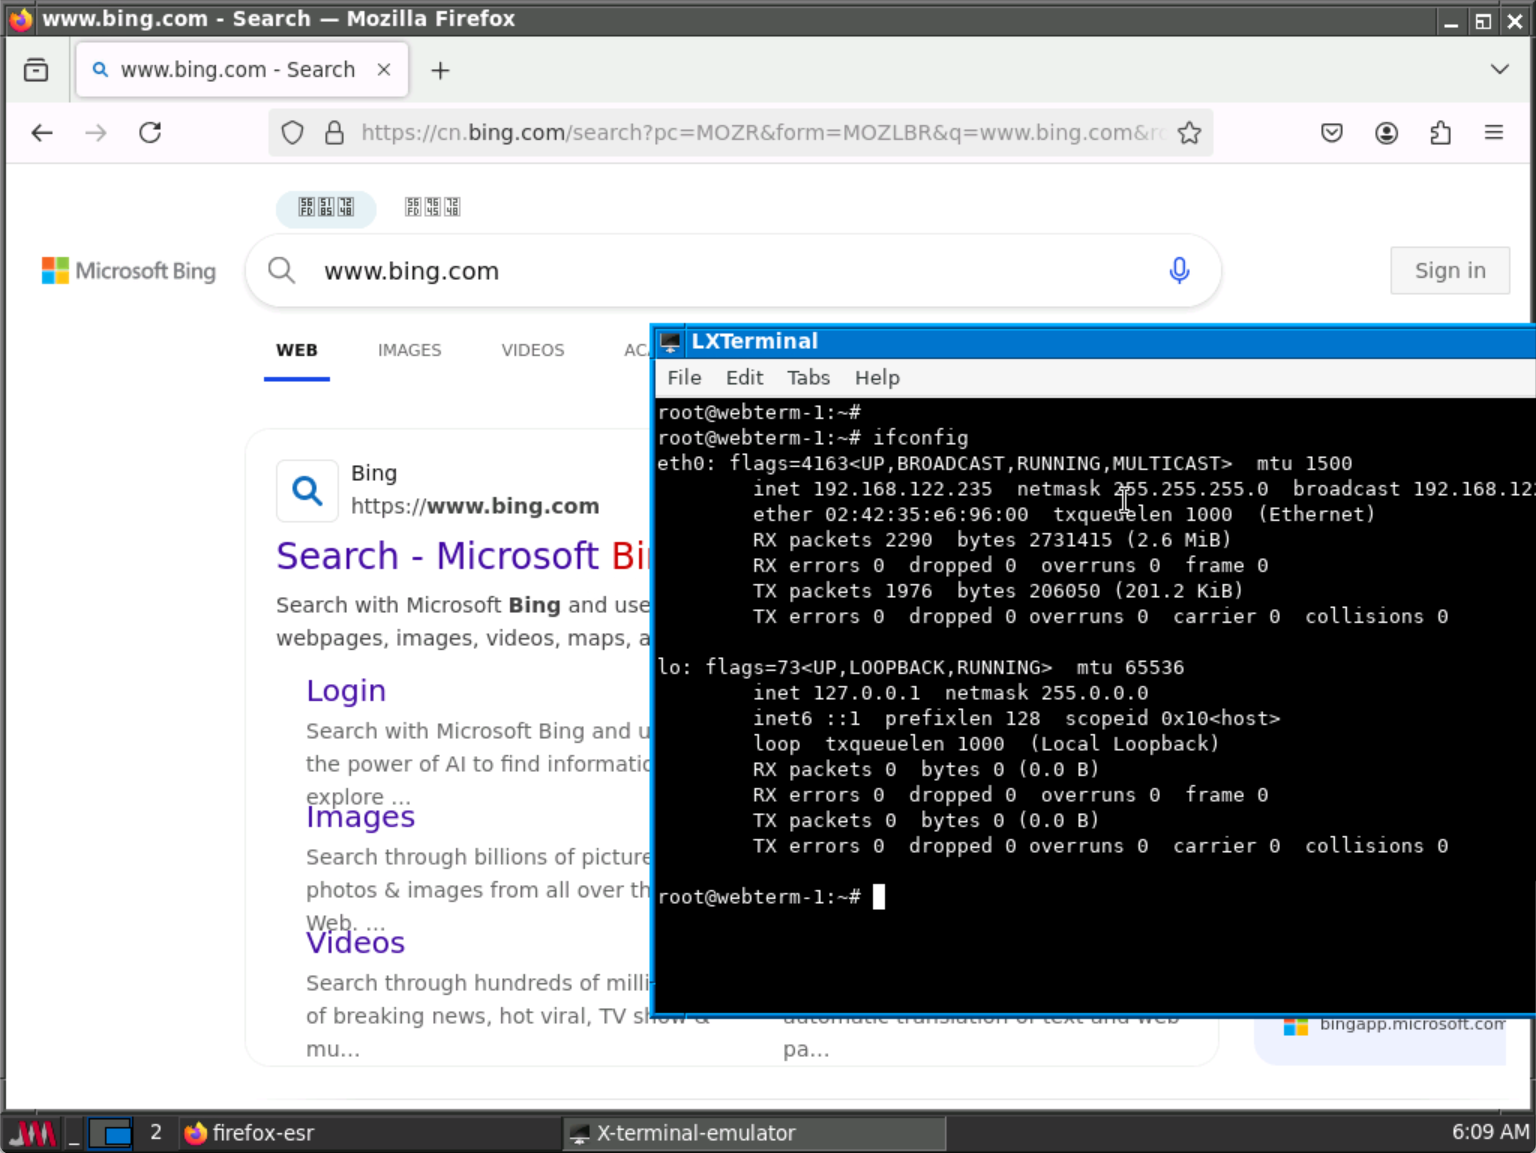 www.bing.com - Search — Mozilla Firefox
www.bing.com - Search
https://cn.bing.com/search?pc=MOZR&form=MOZLBR&q=www.bing.com&
Microsoft Bing
www.bing.com
Sign in
WEB IMAGES VIDEOS
Bing
https://www.bing.com
Search - Microsoft
Search with Microsoft Bing and use
webpages, images, videos, maps,
Login
Search with Microsoft Bing and
the power of AI to find
explore ...
Images
Search through billions of
photos & images from all over
Web. ...
Videos
Search through hundreds of
of breaking news, hot viral, TV show &
mu...
automatic translation of text and web
pa...
bingapp.microsoft.com
LXTerminal
File Edit Tabs Help
root@webterm-1:~#
root@webterm-1:~# ifconfig
eth0: flags=4163<UP,BROADCAST,RUNNING,MULTICAST> mtu 1500
inet 192.168.122.235 netmask 255.255.255.0 broadcast 192.168.12
ether 02:42:35:e6:96:00 txqueuelen 1000 (Ethernet)
RX packets 2290 bytes 2731415 (2.6 MiB)
RX errors 0 dropped 0 overruns 0 frame 0
TX packets 1976 bytes 206050 (201.2 KiB)
TX errors 0 dropped 0 overruns 0 carrier 0 collisions 0
lo: flags=73<UP,LOOPBACK,RUNNING> mtu 65536
inet 127.0.0.1 netmask 255.0.0.0
inet6 ::1 prefixlen 128 scopeid 0x10<host>
loop txqueuelen 1000 (Local Loopback)
RX packets 0 bytes 0 (0.0 B)
RX errors 0 dropped 0 overruns 0 frame 0
TX packets 0 bytes 0 (0.0 B)
TX errors 0 dropped 0 overruns 0 carrier 0 collisions 0
root@webterm-1:~#
_ 2 firefox-esr X-terminal-emulator 6:09 AM